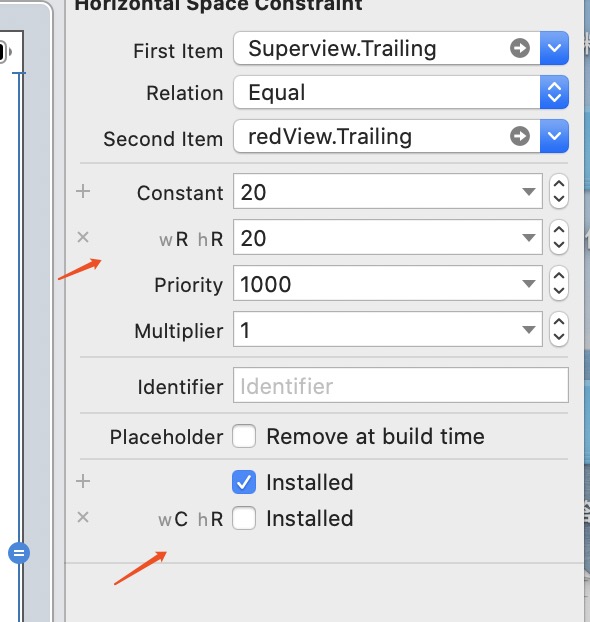 Horizontal Space Constraint
First Item Superview.Trailing
Relation Equal
Second Item redView.Trailing
+ Constant 20
× wR hR 20
Priority 1000
Multiplier 1
Identifier Identifier
Placeholder Remove at build time
+ Installed
× wC hR Installed